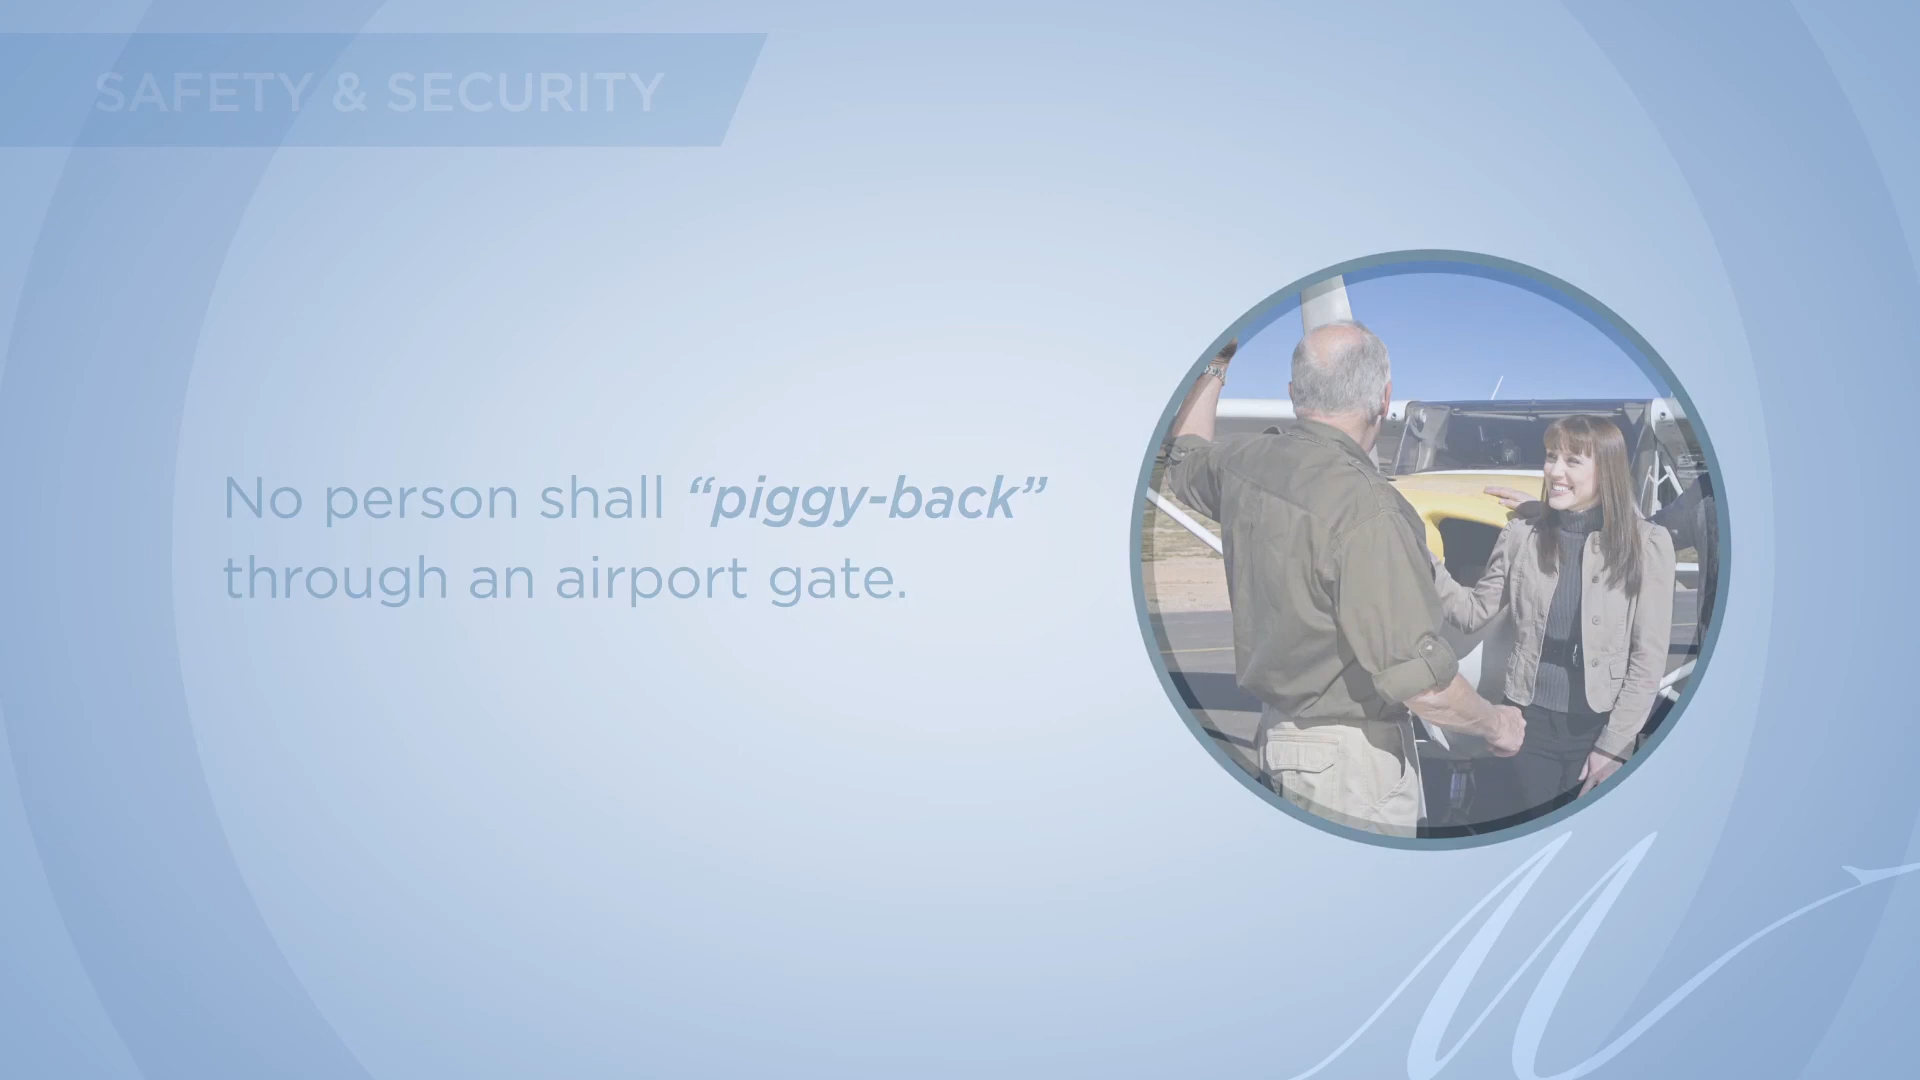 SAFETY & SECURITY
No person shall “piggy-back”
through an airport gate.